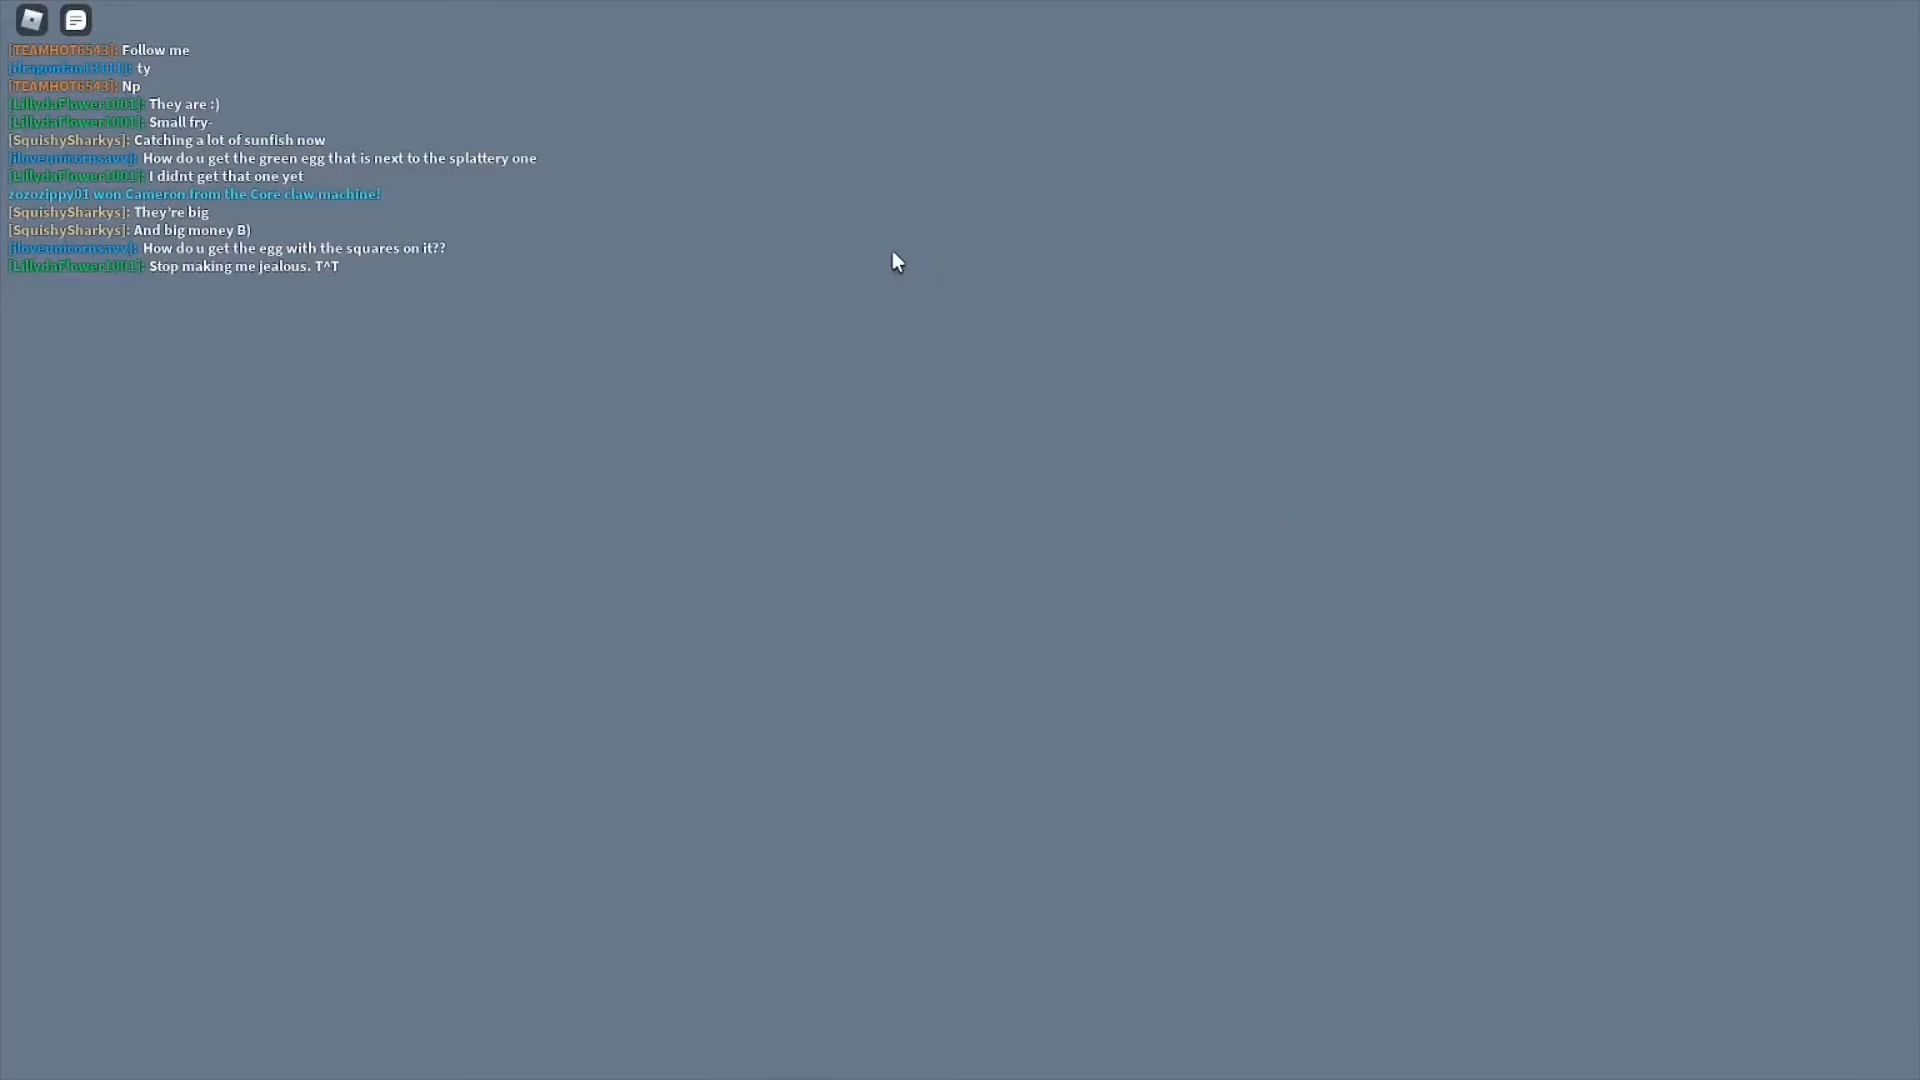 [TEAMHOT6543]: Follow me
ty
[TEAMHOT6543]: Np
[LillydaFlower1001]: They are :)
[LillydaFlower1001]: Small fry-
[SquishySharkys]: Catching a lot of sunfish now
[iloveunicornsavv]: How do u get the green egg that is next to the splattery one
[LillydaFlower1001]: I didnt get that one yet
zozozippy01 won Cameron from the Core claw machine!
[SquishySharkys]: They're big
[SquishySharkys]: And big money B)
[iloveunicornsavv]: How do u get the egg with the squares on it??
[LillydaFlower1001]: Stop making me jealous. T^T